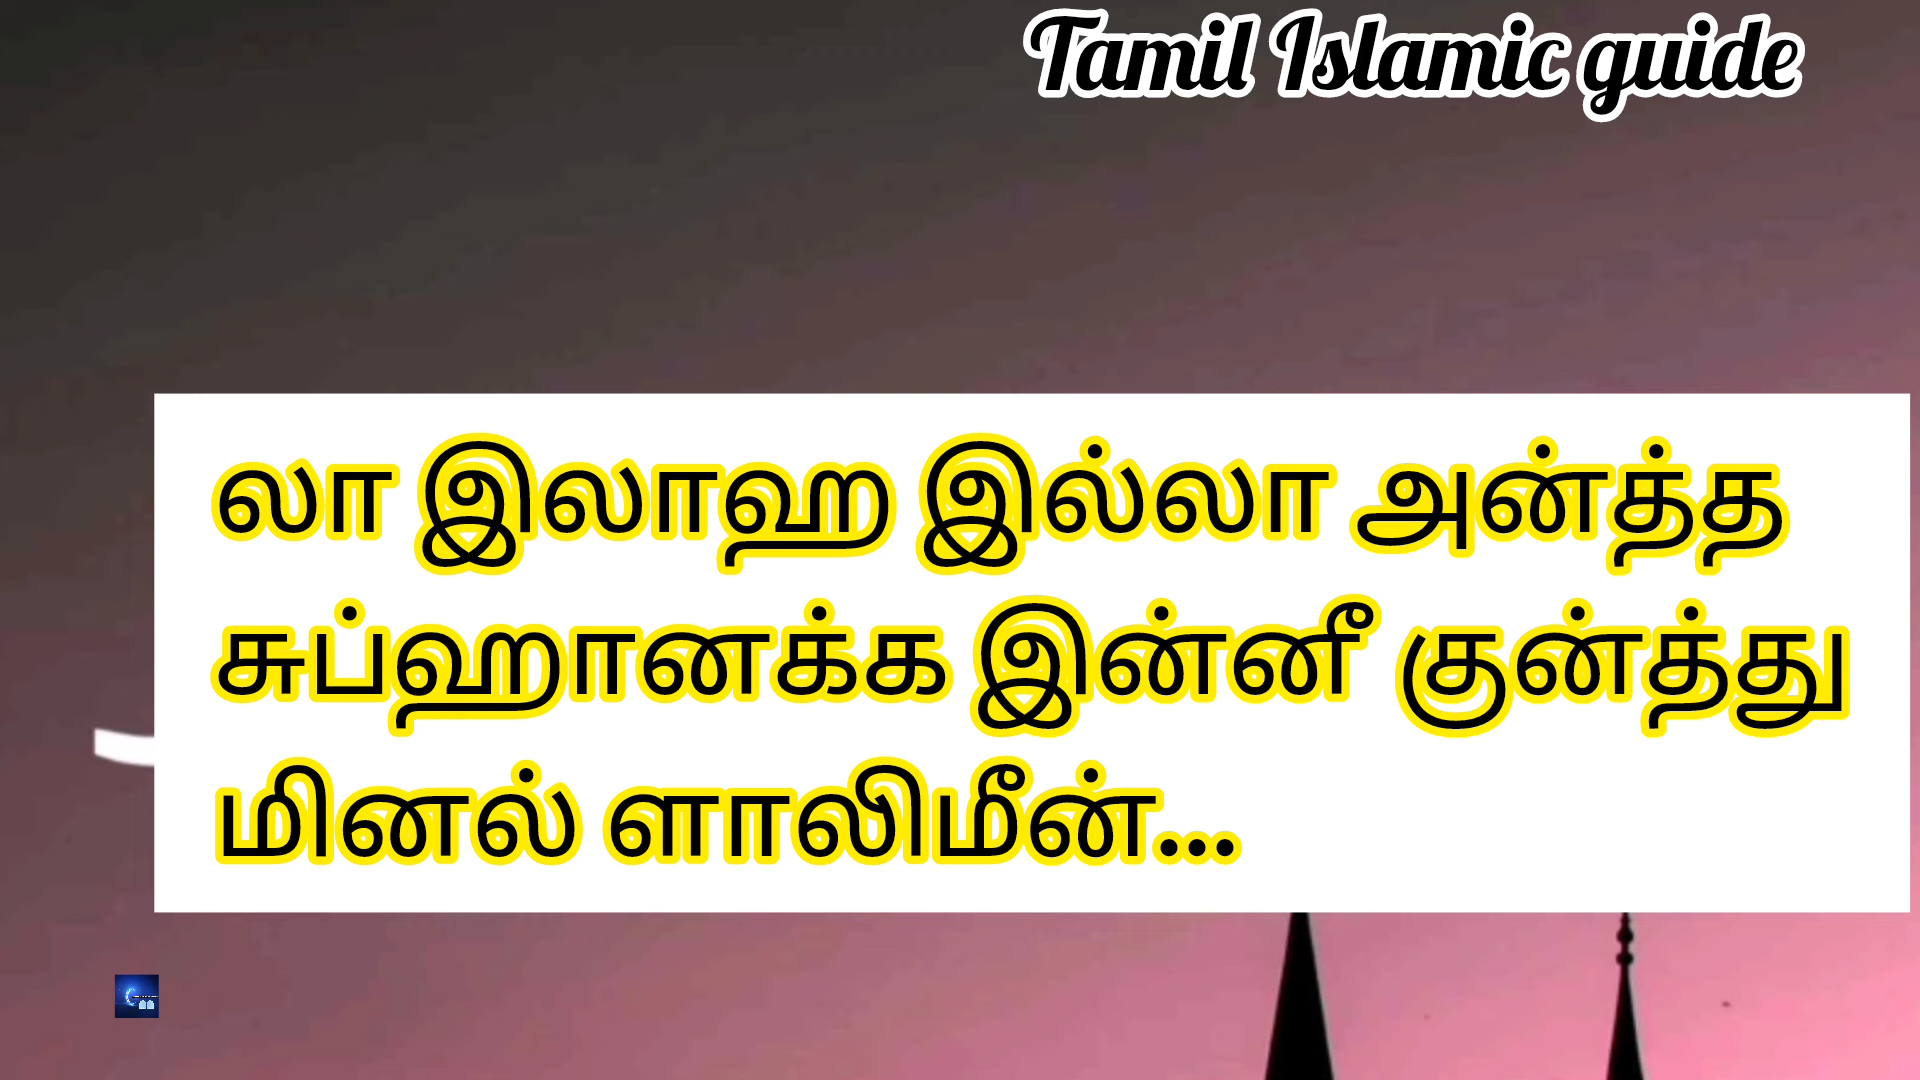 Tamil Islamic guide
லா இலாஹ இல்லா அன்த்த
சுப்ஹானக்க இன்னீ குன்த்து
மினல் ளாலிமீன்...